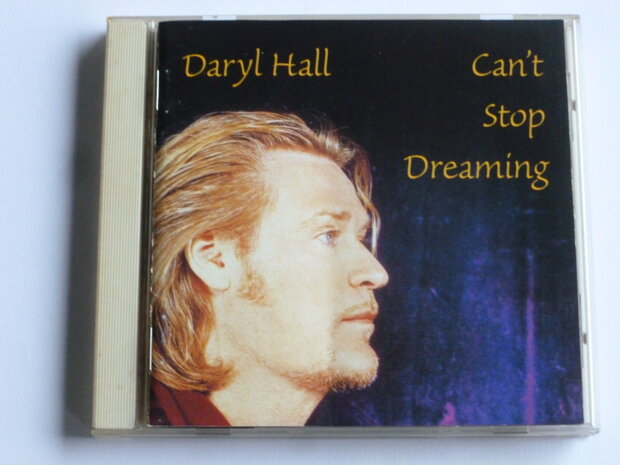 Daryl Hall
Can't
Stop
Dreaming